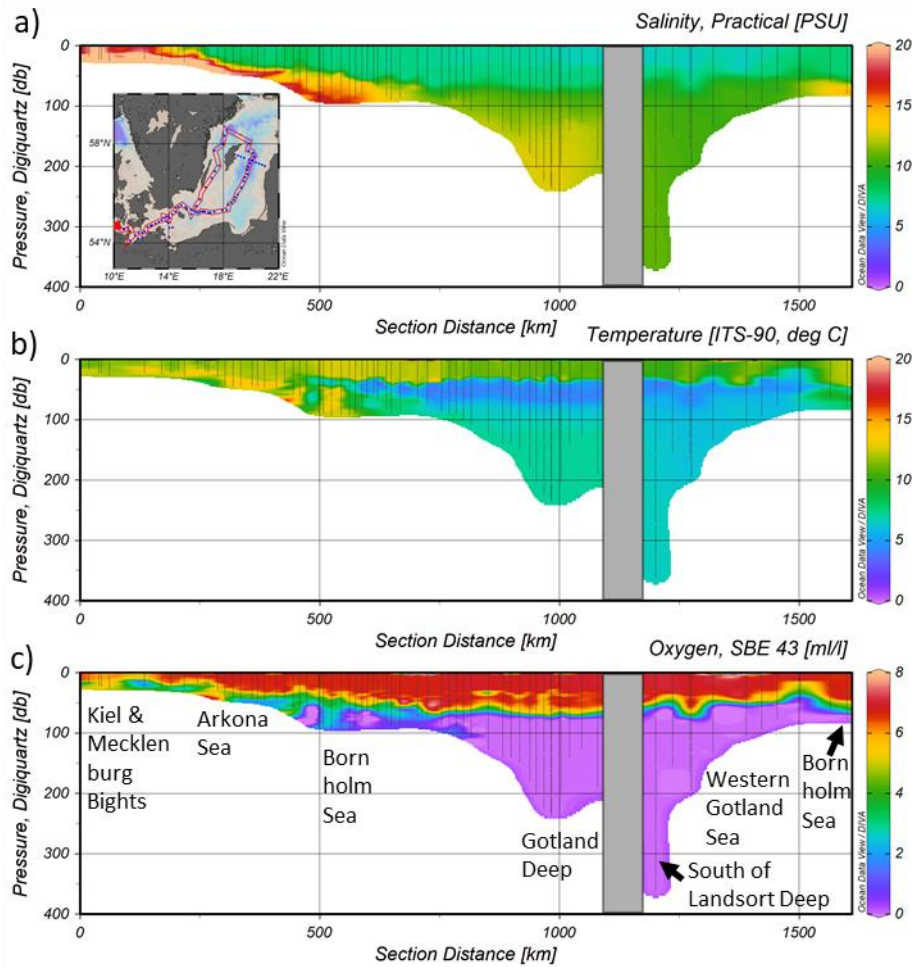 a)
Salinity, Practical [PSU]
Pressure, Digiquartz [db]
0
100
200
300
400
58°N
54°N
10°E
14°E
18°E
22°E
Ocean Data View
0
500
1000
1500
Section Distance [km]
Ocean Data View / DIVA
20
15
10
5
0
b)
Temperature [ITS-90, deg C]
Pressure, Digiquartz [db]
0
100
200
300
400
0
500
1000
1500
Section Distance [km]
Ocean Data View / DIVA
20
15
10
5
0
c)
Oxygen, SBE 43 [ml/l]
Pressure, Digiquartz [db]
0
100
200
300
400
Kiel &
Mecklen
burg
Bights
Arkona
Sea
Born
holm
Sea
Gotland
Deep
Western
Gotland
Sea
Born
holm
Sea
South of
Landsort Deep
0
500
1000
1500
Section Distance [km]
Ocean Data View / DIVA
8
6
4
2
0